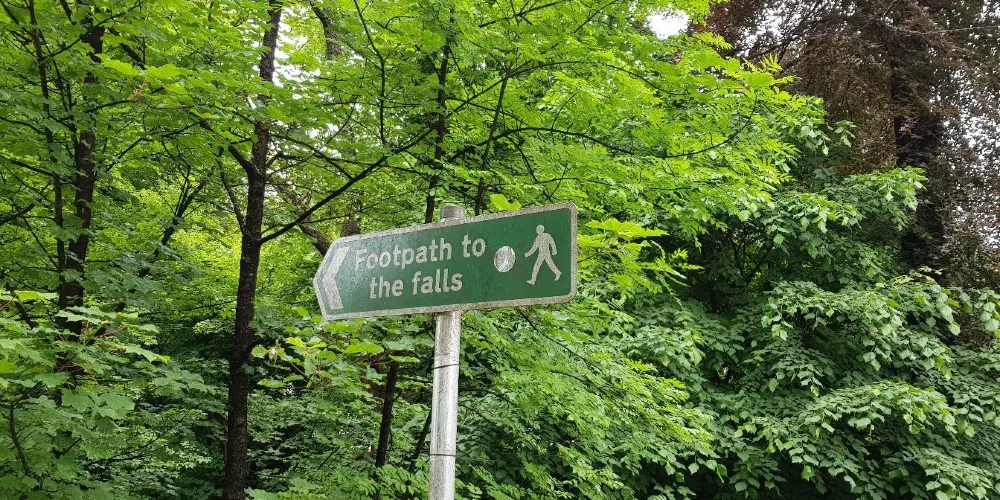 Footpath to
the falls